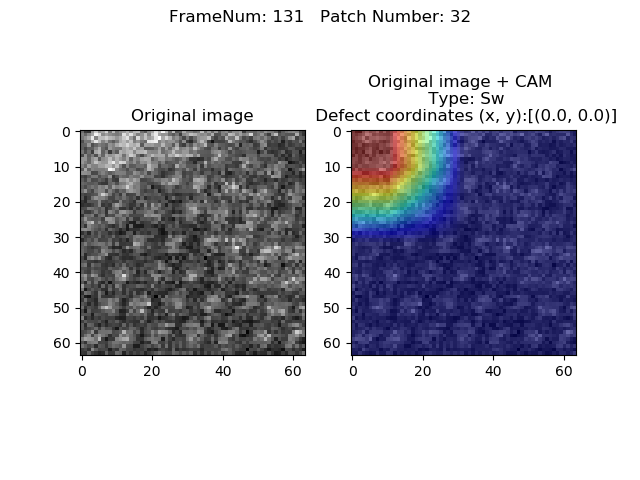 FrameNum: 131   Patch Number: 32
Original image
Original image + CAM
Type: Sw
Defect coordinates (x, y):[(0.0, 0.0)]
0
10
20
30
40
50
60
0 20 40 60
0
10
20
30
40
50
60
0 20 40 60